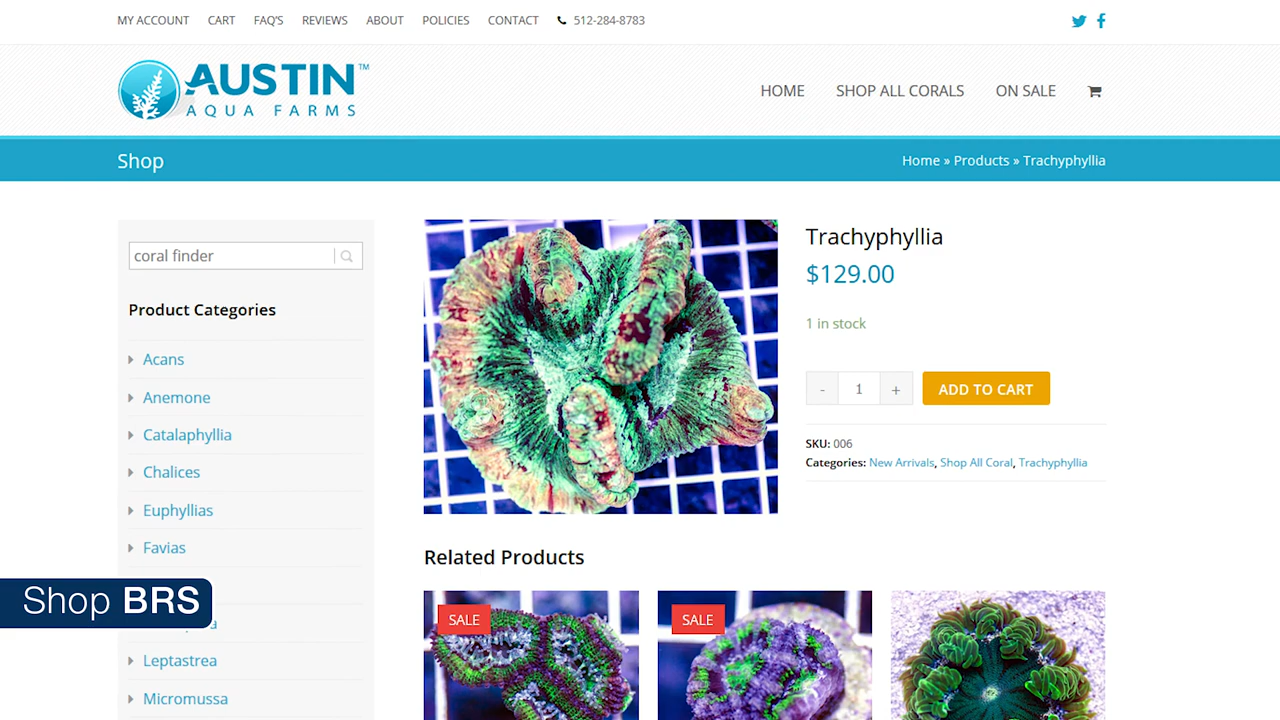 MY ACCOUNT CART FAQ'S REVIEWS ABOUT POLICIES CONTACT 512-284-8783
AUSTIN™
AQUA FARMS
HOME SHOP ALL CORALS ON SALE
Shop
Home » Products » Trachyphyllia
coral finder
Product Categories
Acans
Anemone
Catalaphyllia
Chalices
Euphyllias
Favias
Leptastrea
Micromussa
Trachyphyllia
$129.00
1 in stock
- 1 + ADD TO CART
SKU: 006
Categories: New Arrivals, Shop All Coral, Trachyphyllia
Related Products
SALE
SALE
Shop BRS